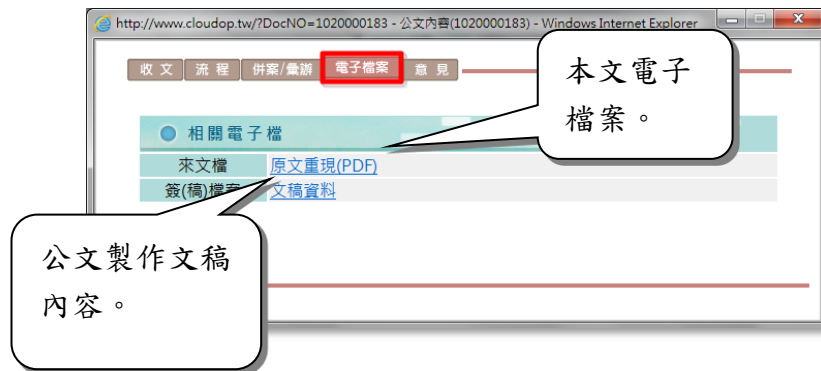 http://www.cloudop.tw/?DocNO=1020000183 - 公文內容(1020000183) - Windows Internet Explorer
收 文 流 程 併案/彙辦 電子檔案 意 見
本文電子
檔案。
相關電子檔
來文檔 原文重現(PDF)
簽(稿)檔案 文稿資料
公文製作文稿
內容。